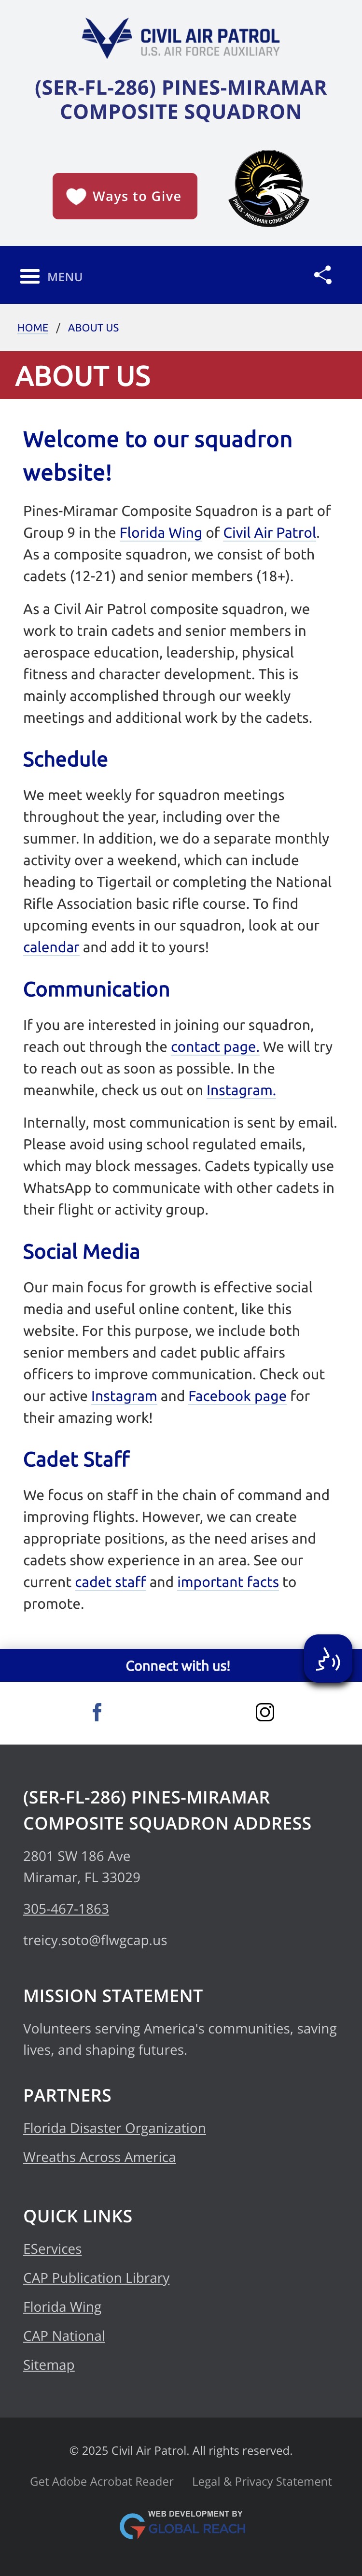 CIVIL AIR PATROL
U.S. AIR FORCE AUXILIARY
(SER-FL-286) PINES-MIRAMAR
COMPOSITE SQUADRON
Ways to Give
PINES - MIRAMAR COMP. SQUADRON
MENU
HOME / ABOUT US
ABOUT US
Welcome to our squadron
website!
Pines-Miramar Composite Squadron is a part of
Group 9 in the Florida Wing of Civil Air Patrol.
As a composite squadron, we consist of both
cadets (12-21) and senior members (18+).
As a Civil Air Patrol composite squadron, we
work to train cadets and senior members in
aerospace education, leadership, physical
fitness and character development. This is
mainly accomplished through our weekly
meetings and additional work by the cadets.
Schedule
We meet weekly for squadron meetings
throughout the year, including over the
summer. In addition, we do a separate monthly
activity over a weekend, which can include
heading to Tigertail or completing the National
Rifle Association basic rifle course. To find
upcoming events in our squadron, look at our
calendar and add it to yours!
Communication
If you are interested in joining our squadron,
reach out through the contact page. We will try
to reach out as soon as possible. In the
meanwhile, check us out on Instagram.
Internally, most communication is sent by email.
Please avoid using school regulated emails,
which may block messages. Cadets typically use
WhatsApp to communicate with other cadets in
their flight or activity group.
Social Media
Our main focus for growth is effective social
media and useful online content, like this
website. For this purpose, we include both
senior members and cadet public affairs
officers to improve communication. Check out
our active Instagram and Facebook page for
their amazing work!
Cadet Staff
We focus on staff in the chain of command and
improving flights. However, we can create
appropriate positions, as the need arises and
cadets show experience in an area. See our
current cadet staff and important facts to
promote.
Connect with us!
(SER-FL-286) PINES-MIRAMAR
COMPOSITE SQUADRON ADDRESS
2801 SW 186 Ave
Miramar, FL 33029
305-467-1863
treicy.soto@flwgcap.us
MISSION STATEMENT
Volunteers serving America's communities, saving
lives, and shaping futures.
PARTNERS
Florida Disaster Organization
Wreaths Across America
QUICK LINKS
EServices
CAP Publication Library
Florida Wing
CAP National
Sitemap
© 2025 Civil Air Patrol. All rights reserved.
Get Adobe Acrobat Reader Legal & Privacy Statement
WEB DEVELOPMENT BY
GLOBAL REACH